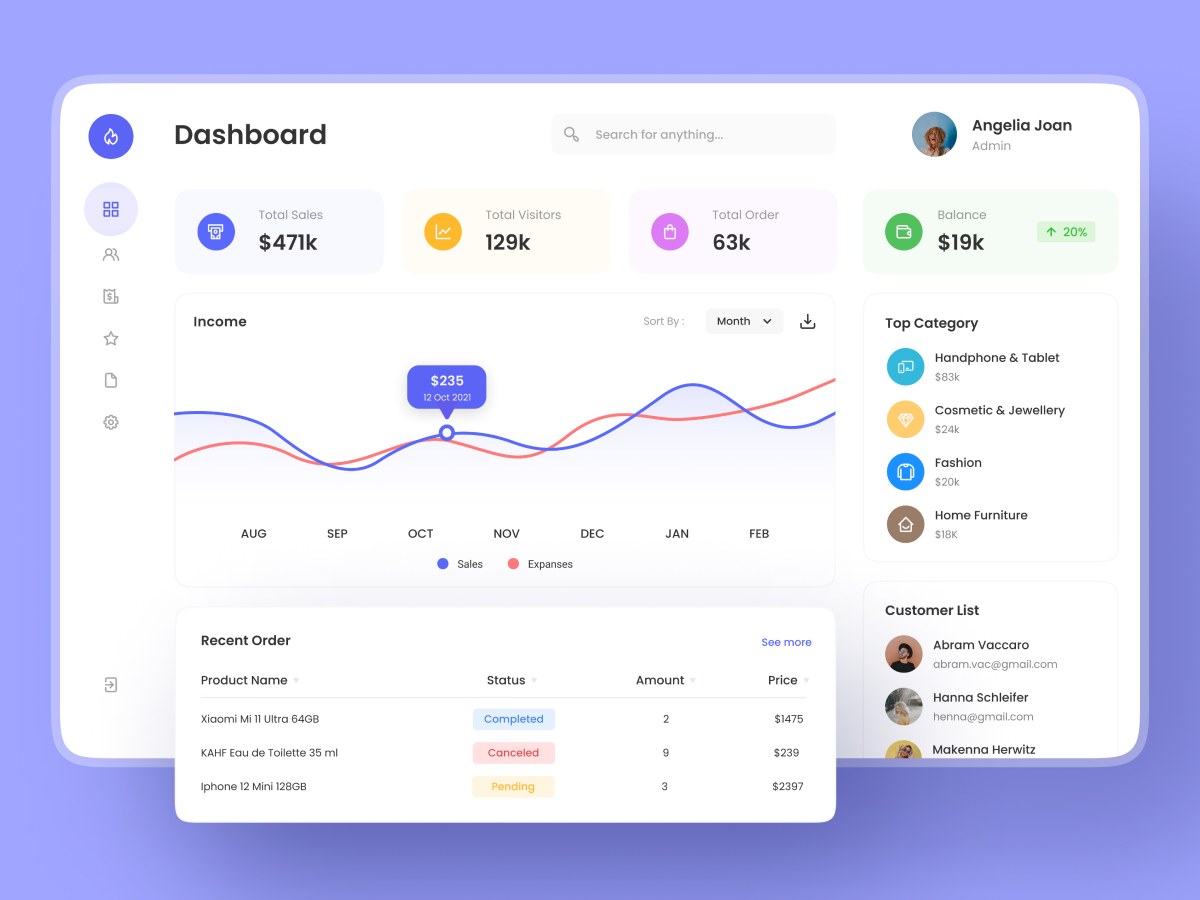 Dashboard
Search for anything...
Angelia Joan
Admin
Total Sales
$471k
Total Visitors
129k
Total Order
63k
Balance
$19k
20%
Income
Sort By :
Month
$235
12 Oct 2021
AUG SEP OCT NOV DEC JAN FEB
Sales Expanses
Top Category
Handphone & Tablet
$83k
Cosmetic & Jewellery
$24k
Fashion
$20k
Home Furniture
$18K
Recent Order
See more
Product Name Status Amount Price
Xiaomi Mi 11 Ultra 64GB Completed 2 $1475
KAHF Eau de Toilette 35 ml Canceled 9 $239
Iphone 12 Mini 128GB Pending 3 $2397
Customer List
Abram Vaccaro
abram.vac@gmail.com
Hanna Schleifer
henna@gmail.com
Makenna Herwitz